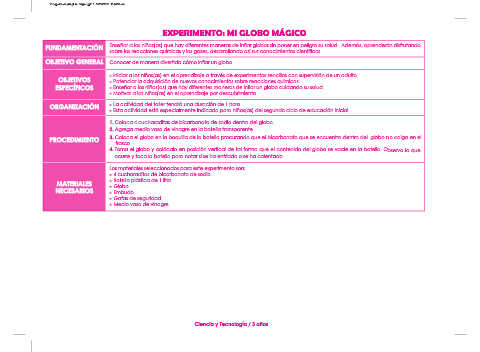 EXPERIMENTO: MI GLOBO MÁGICO
FUNDAMENTACIÓN
Enseñar a los niños(as) que hay diferentes maneras de inflar globos sin poner en peligro su salud. Además, aprenderán disfrutando
sobre las reacciones químicas y los gases, desarrollando así sus conocimientos científicos
OBJETIVO GENERAL
Conocer de manera divertida cómo inflar un globo
OBJETIVOS
ESPECÍFICOS
• Iniciar a los niños(as) en el aprendizaje a través de experimentos sencillos con supervisión de un adulto
• Potenciar la adquisición de nuevos conocimientos sobre reacciones químicas
• Enseñar a los niños(as) que hay diferentes maneras de inflar un globo cuidando su salud
• Motivar a los niños(as) en el aprendizaje por descubrimiento
ORGANIZACIÓN
• La actividad del taller tendrá una duración de 1 hora
• Esta actividad está especialmente indicada para niños(as) del segundo ciclo de educación inicial
PROCEDIMIENTO
1. Coloca 4 cucharaditas de bicarbonato de sodio dentro del globo
2. Agrega medio vaso de vinagre en la botella transparente
3. Coloca el globo en la boquilla de la botella procurando que el bicarbonato que se encuentra dentro del globo no caiga en el
frasco
4. Toma el globo y colócalo en posición vertical de tal forma que el contenido del globo se vacíe en la botella. Observa lo que
ocurre y toca la botella para notar si se ha enfriado o se ha calentado
MATERIALES
NECESARIOS
Los materiales seleccionados para este experimento son:
• 4 cucharaditas de bicarbonato de sodio
• Botella plástica de 1 litro
• Globo
• Embudo
• Gafas de seguridad
• Medio vaso de vinagre
Ciencia y Tecnología / 3 años